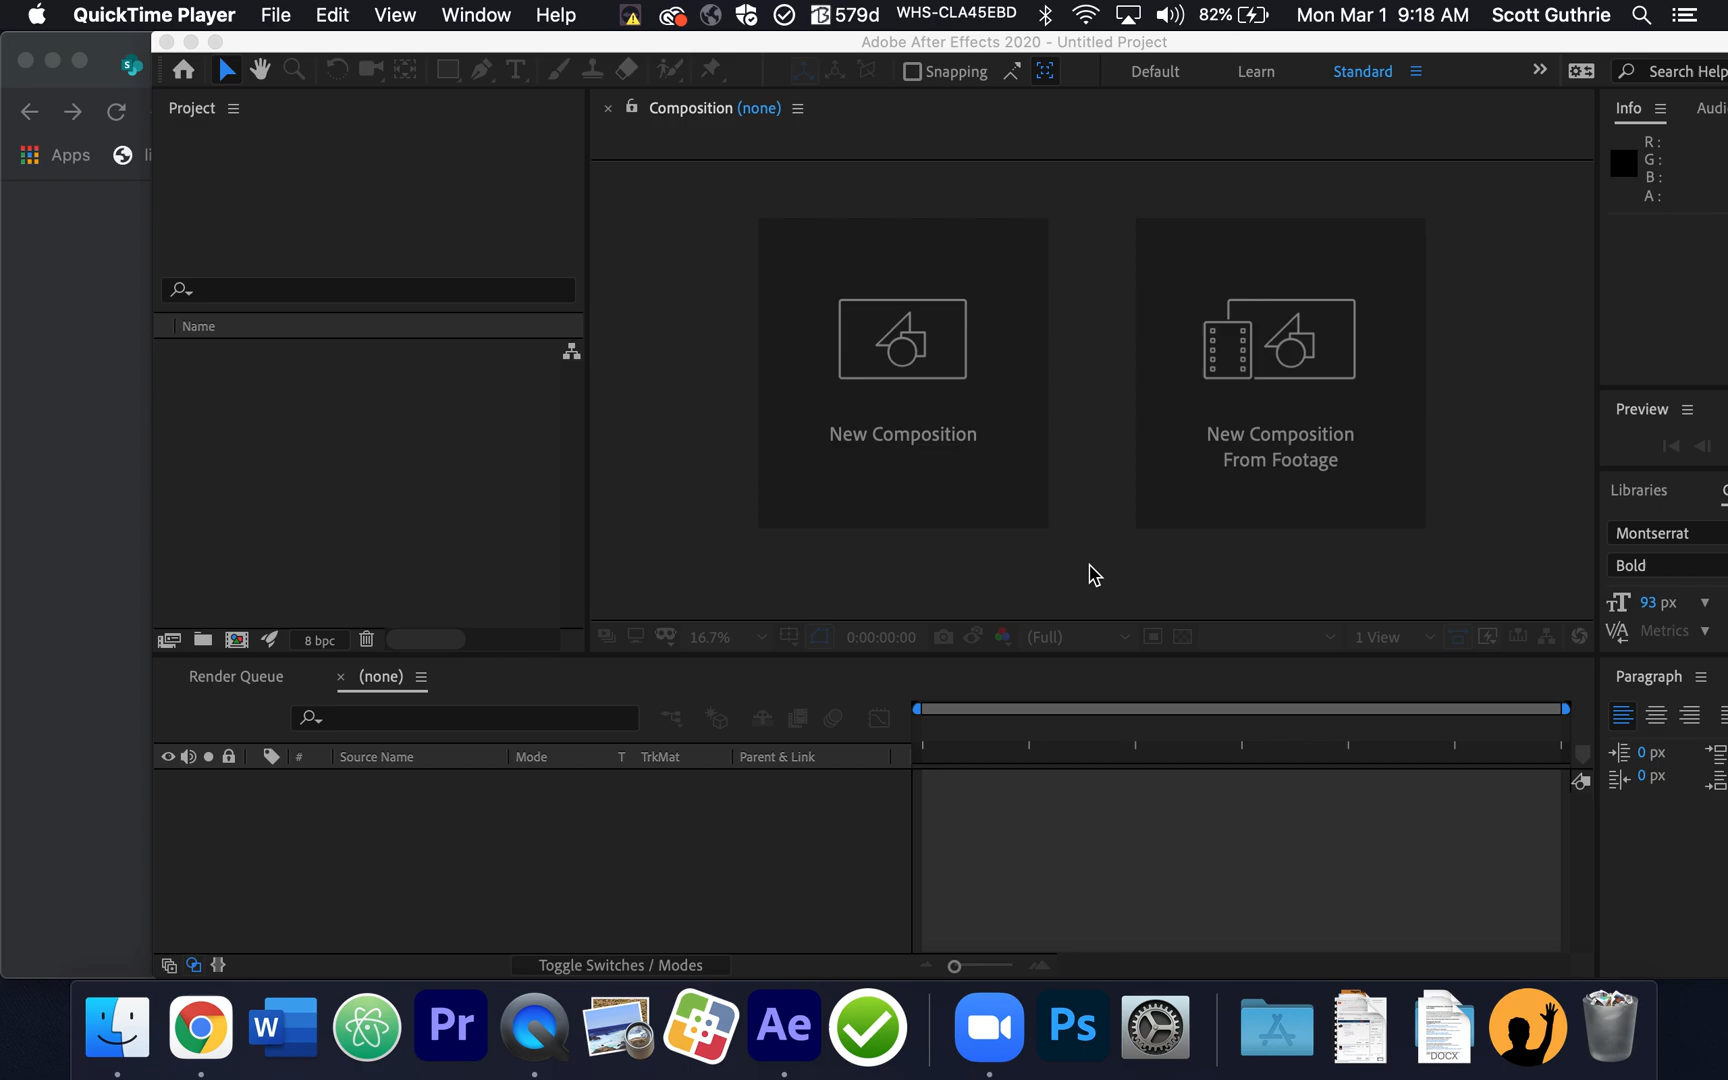 QuickTime Player File Edit View Window Help 579d WHS-CLA45EBD 82% Mon Mar 1 9:18 AM Scott Guthrie
Adobe After Effects 2020 - Untitled Project
Snapping Default Learn Standard Search Help
Project
Composition (none)
Info Audi
R :
G :
B :
A :
Apps li
Name
New Composition
New Composition
From Footage
Preview
Libraries
Montserrat
Bold
93 px
Metrics
8 bpc
16.7% 0:00:00:00 (Full) 1 View
Render Queue (none)
Paragraph
# Source Name Mode T TrkMat Parent & Link
0 px
0 px
Toggle Switches / Modes
W Pr Ae Ps DOCX